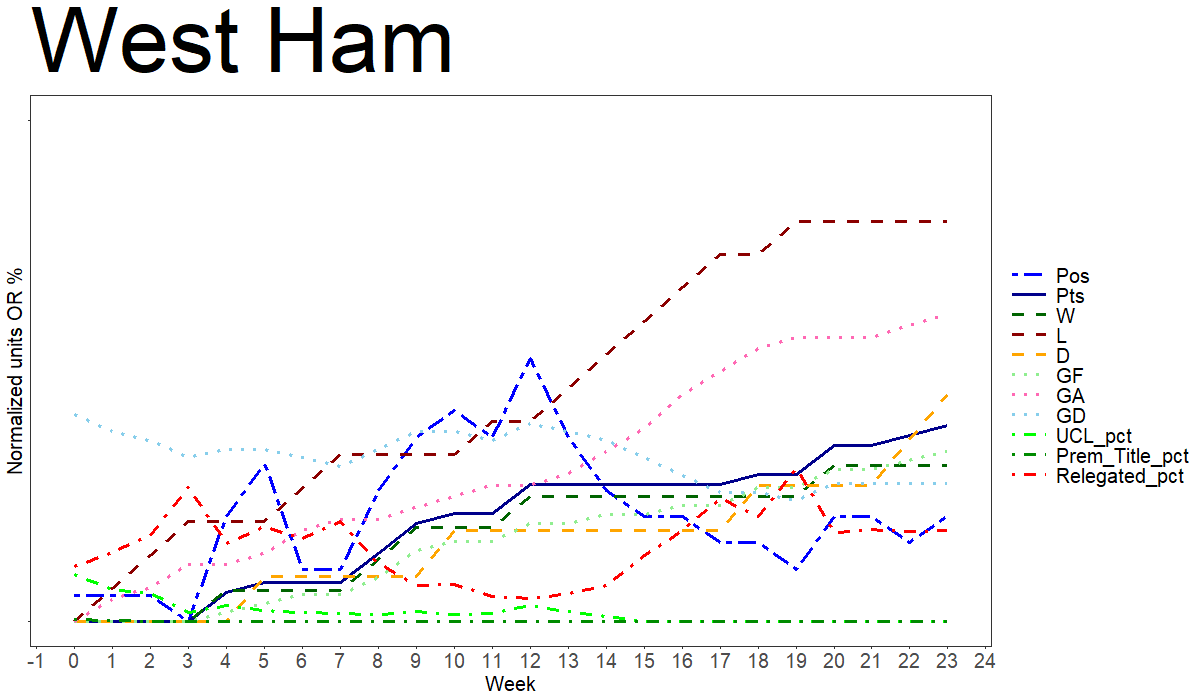 West Ham
Normalized units OR %
Pos
Pts
W
L
D
GF
GA
GD
UCL_pct
Prem_Title_pct
Relegated_pct
-1 0 1 2 3 4 5 6 7 8 9 10 11 12 13 14 15 16 17 18 19 20 21 22 23 24
Week